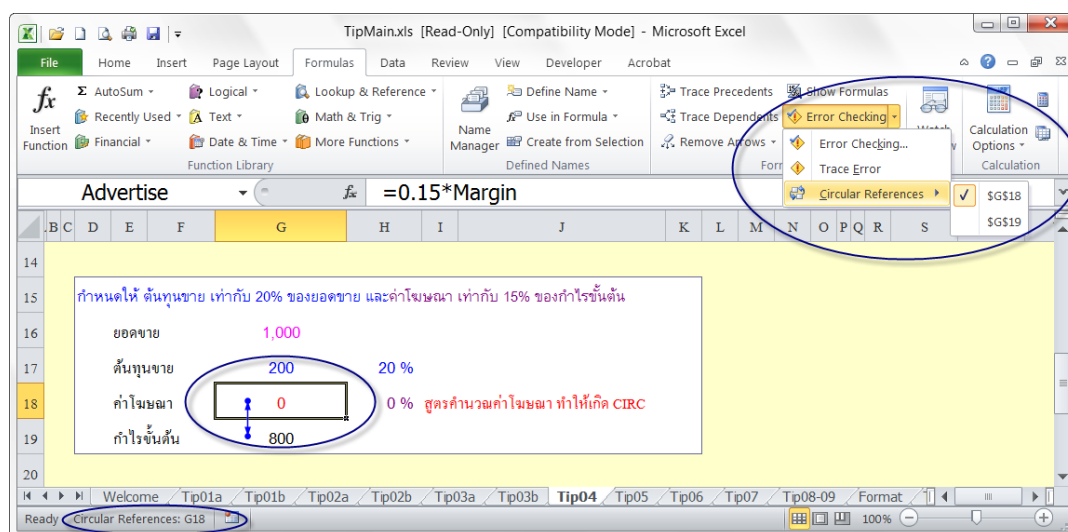 TipMain.xls [Read-Only] [Compatibility Mode] - Microsoft Excel
File Home Insert Page Layout Formulas Data Review View Developer Acrobat
Σ AutoSum Logical Lookup & Reference Define Name Trace Precedents Show Formulas
Recently Used Text Math & Trig Use in Formula Trace Dependents Error Checking
Insert Function Financial Date & Time More Functions Name Manager Create from Selection Remove Arrows Calculation Options
Function Library Defined Names Calculation
Error Checking...
Trace Error
Circular References $G$18
$G$19
Advertise fx =0.15*Margin
B C D E F G H I J K L M N O P Q R S
14
15 กำหนดให้ ต้นทุนขาย เท่ากับ 20% ของยอดขาย และค่าโฆษณา เท่ากับ 15% ของกำไรขั้นต้น
16 ยอดขาย 1,000
17 ต้นทุนขาย 200 20 %
18 ค่าโฆษณา 0 0 % สูตรคำนวณค่าโฆษณา ทำให้เกิด CIRC
19 กำไรขั้นต้น 800
20
Welcome Tip01a Tip01b Tip02a Tip02b Tip03a Tip03b Tip04 Tip05 Tip06 Tip07 Tip08-09 Format
Ready Circular References: G18 100%